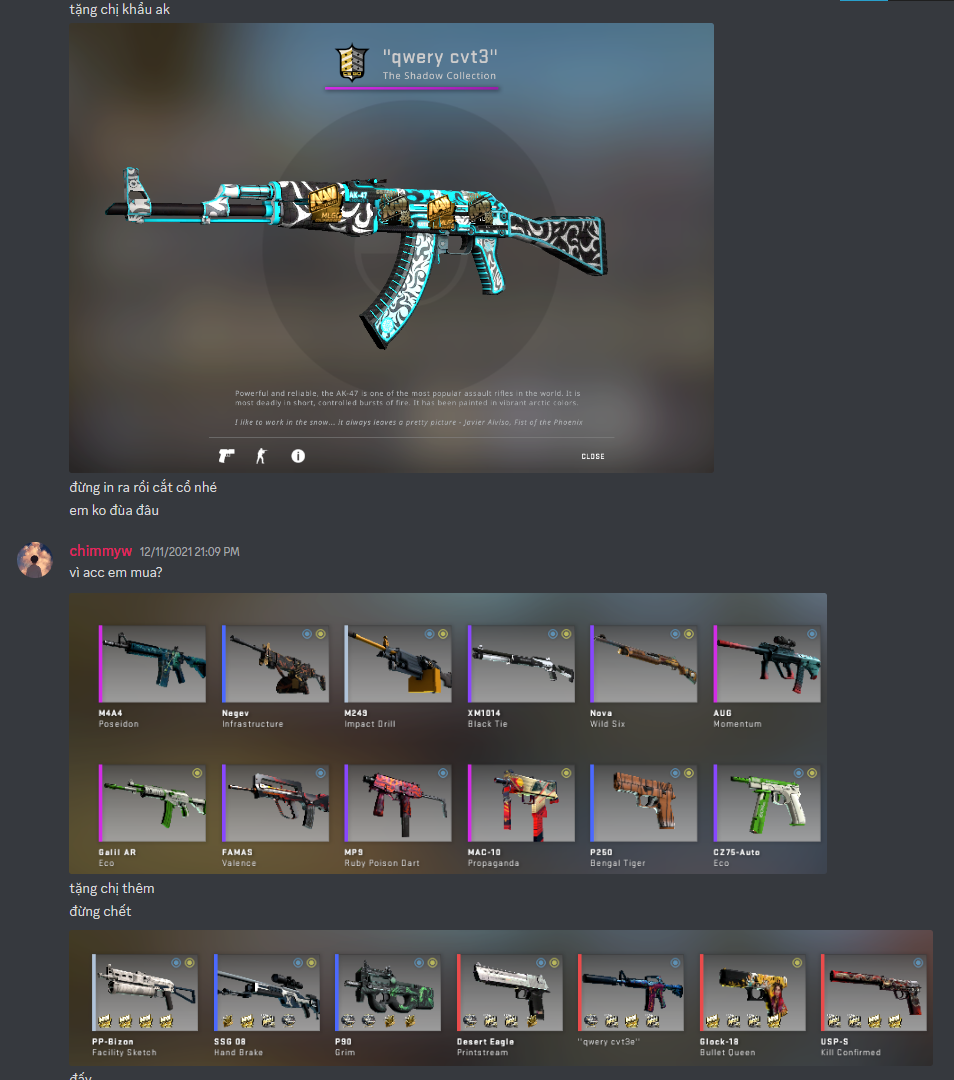 tặng chị khẩu ak
"qwery cvt3"
The Shadow Collection
AK-47
Powerful and reliable, the AK-47 is one of the most popular assault rifles in the world. It is
most deadly in short, controlled bursts of fire. It has been painted in vibrant arctic colors.
I like to work in the snow... it always leaves a pretty picture - Javier Alviso, Fist of the Phoenix
CLOSE
đừng in ra rồi cắt cổ nhé
em ko đùa đâu
chimmyw 12/11/2021 21:09 PM
vì acc em mua?
M4A4 Negev M249 XM1014 Nova AUG
Poseidon Infrastructure Impact Drill Black Tie Wild Six Momentum
Galil AR FAMAS MP9 MAC-10 P250 CZ75-Auto
Eco Valence Ruby Poison Dart Propaganda Bengal Tiger Eco
tặng chị thêm
đừng chết
PP-Bizon SSG 08 P90 Desert Eagle "qwery cvt3e" Glock-18 USP-S
Facility Sketch Hand Brake Grim Printstream Bullet Queen Kill Confirmed
đấy